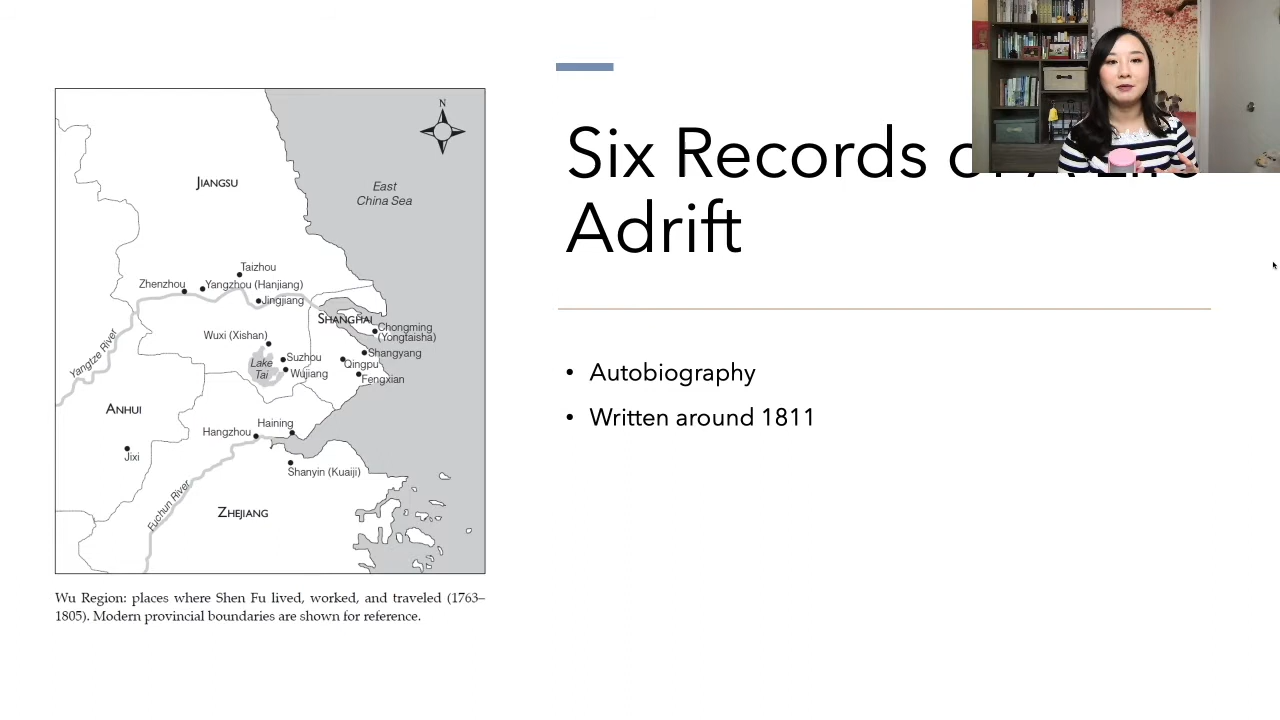 Six Records
Adrift
• Autobiography
• Written around 1811
N
JIANGSU
East
China Sea
Taizhou
Zhenzhou
Yangzhou (Hanjiang)
Jingjiang
SHANGHAI
Chongming
(Yongtaisha)
Wuxi (Xishan)
Shangyang
Suzhou
Qingpu
Lake
Tai
Wujiang
Fengxian
Yangtze River
ANHUI
Haining
Hangzhou
Jixi
Shanyin (Kuaiji)
Fuchun River
ZHEJIANG
Wu Region: places where Shen Fu lived, worked, and traveled (1763–
1805). Modern provincial boundaries are shown for reference.